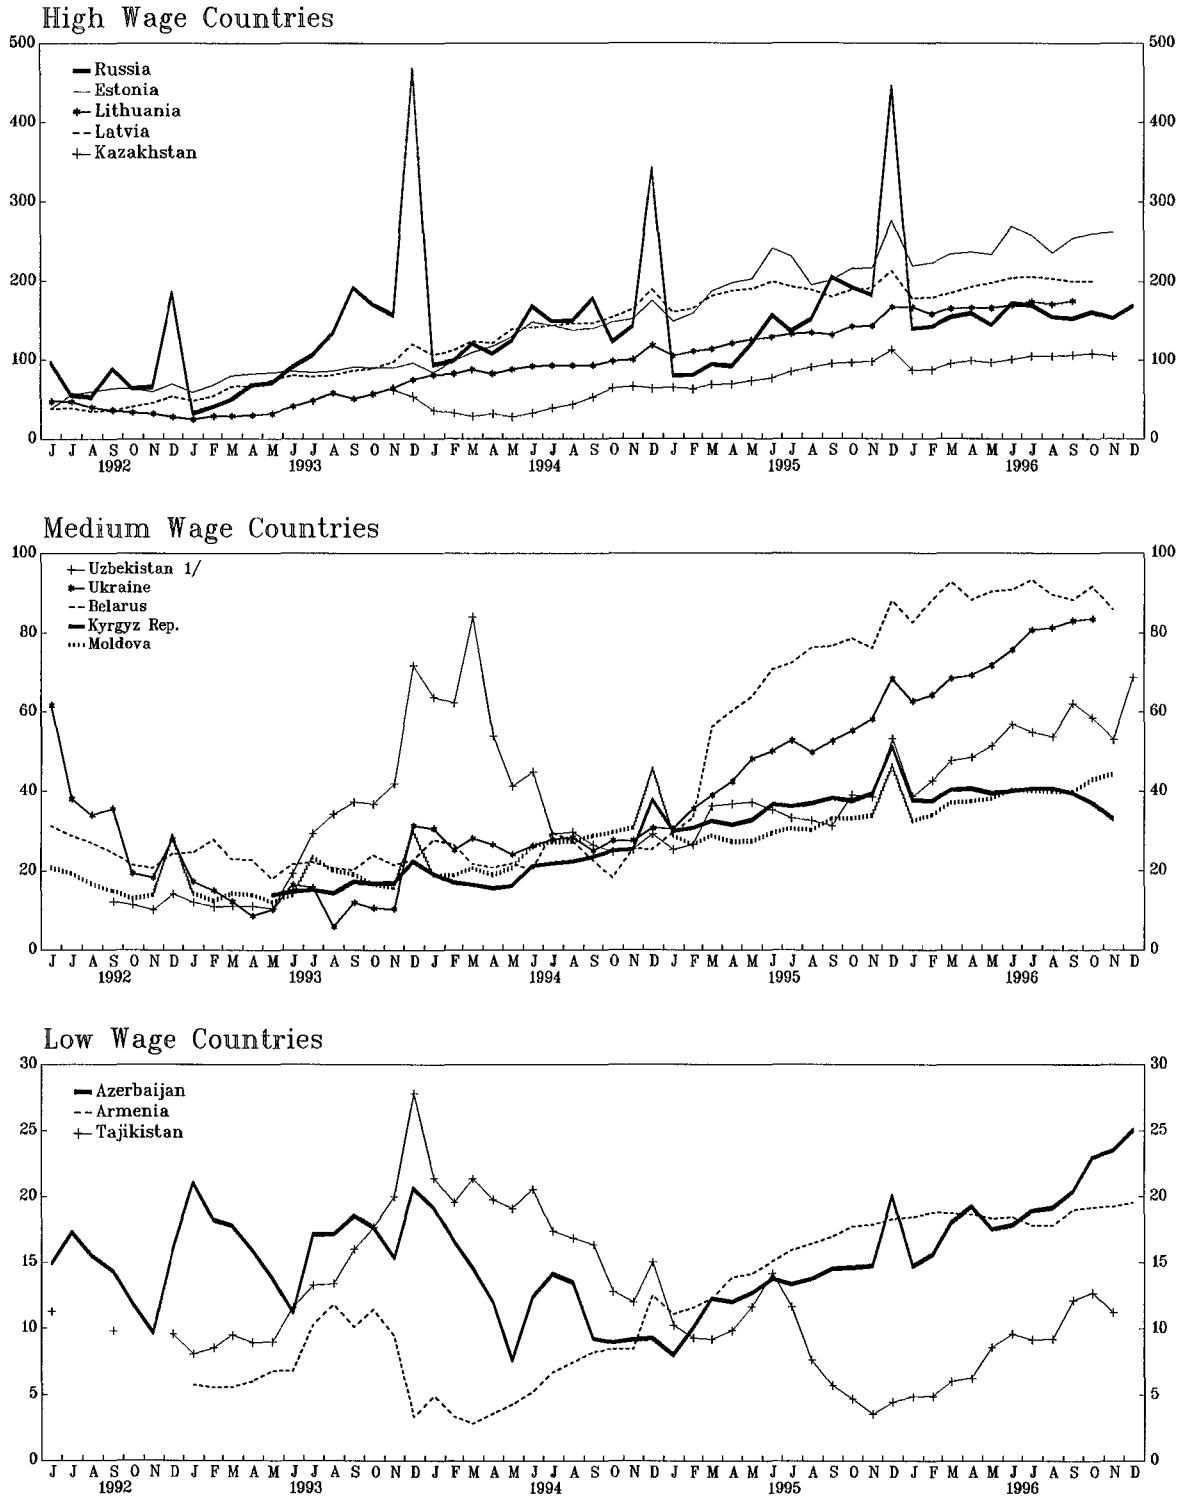 High Wage Countries
500 500
Russia
Estonia
Lithuania
Latvia
Kazakhstan
400 400
300 300
200 200
100 100
0 0
J J A S O N D J F M A M J J A S O N D J F M A M J J A S O N D J F M A M J J A S O N D J F M A M J J A S O N D
1992 1993 1994 1995 1996
Medium Wage Countries
100 100
Uzbekistan 1/
Ukraine
Belarus
Kyrgyz Rep.
Moldova
80 80
60 60
40 40
20 20
0 0
J J A S O N D J F M A M J J A S O N D J F M A M J J A S O N D J F M A M J J A S O N D J F M A M J J A S O N D
1992 1993 1994 1995 1996
Low Wage Countries
30 30
Azerbaijan
Armenia
Tajikistan
25 25
20 20
15 15
10 10
5 5
0 0
J J A S O N D J F M A M J J A S O N D J F M A M J J A S O N D J F M A M J J A S O N D J F M A M J J A S O N D
1992 1993 1994 1995 1996